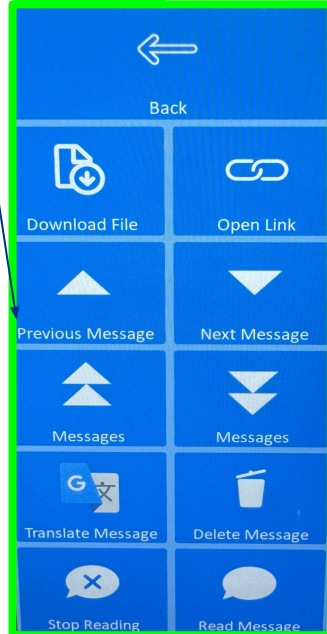 Back
Download File
Open Link
Previous Message
Next Message
Messages
Messages
G 文
Translate Message
Delete Message
Stop Reading
Read Message